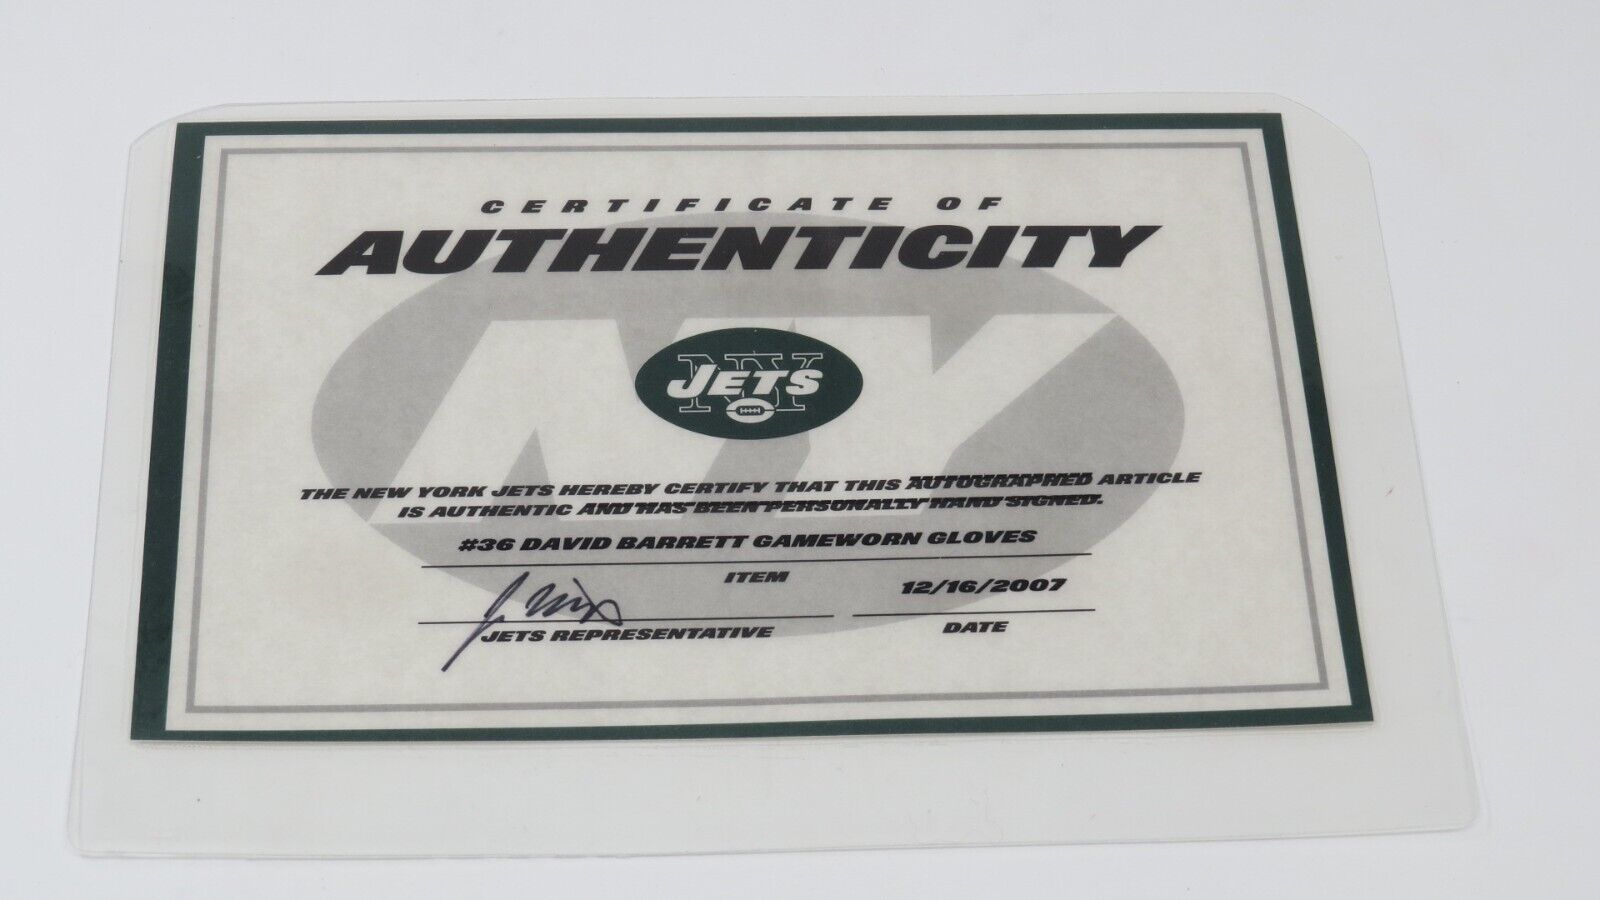 CERTIFICATE OF
AUTHENTICITY
NY
NY
JETS
THE NEW YORK JETS HEREBY CERTIFY THAT THIS AUTOGRAPHED ARTICLE
IS AUTHENTIC AND HAS BEEN PERSONALLY HAND SIGNED.
#36 DAVID BARRETT GAMEWORN GLOVES
ITEM
12/16/2007
JETS REPRESENTATIVE
DATE